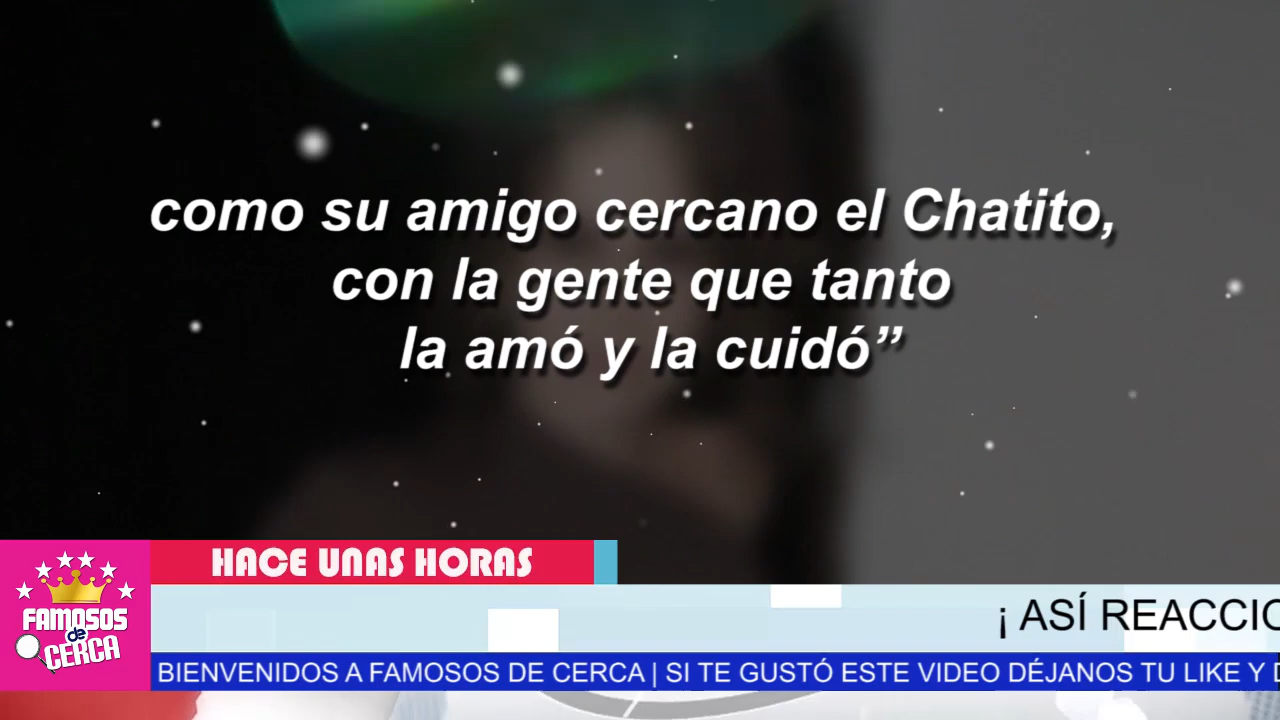 como su amigo cercano el Chatito,
con la gente que tanto
la amó y la cuidó”
HACE UNAS HORAS
FAMOSOS
de
CERCA
¡ ASÍ REACCIO
BIENVENIDOS A FAMOSOS DE CERCA | SI TE GUSTÓ ESTE VIDEO DÉJANOS TU LIKE Y